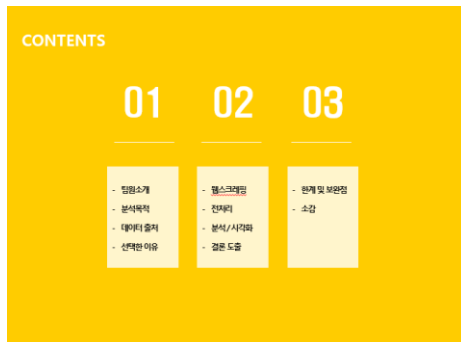 CONTENTS
01
- 팀원소개
- 분석목적
- 데이터 출처
- 선택한 이유
02
- 웹스크레핑
- 전처리
- 분석/시각화
- 결론 도출
03
- 한계 및 보완점
- 소감